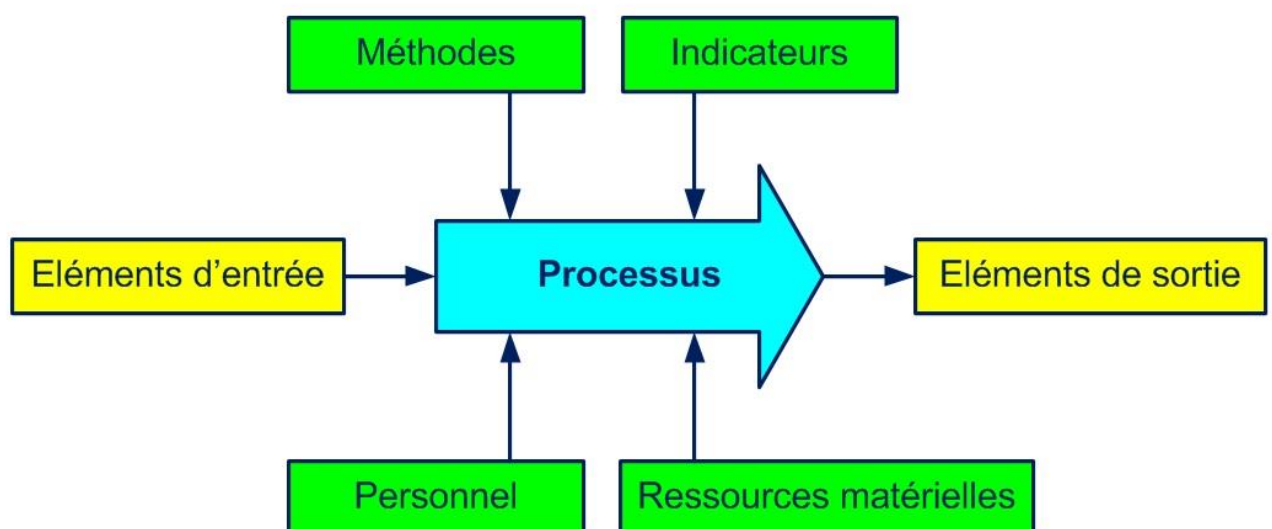 Méthodes
Indicateurs
Eléments d’entrée
Processus
Eléments de sortie
Personnel
Ressources matérielles